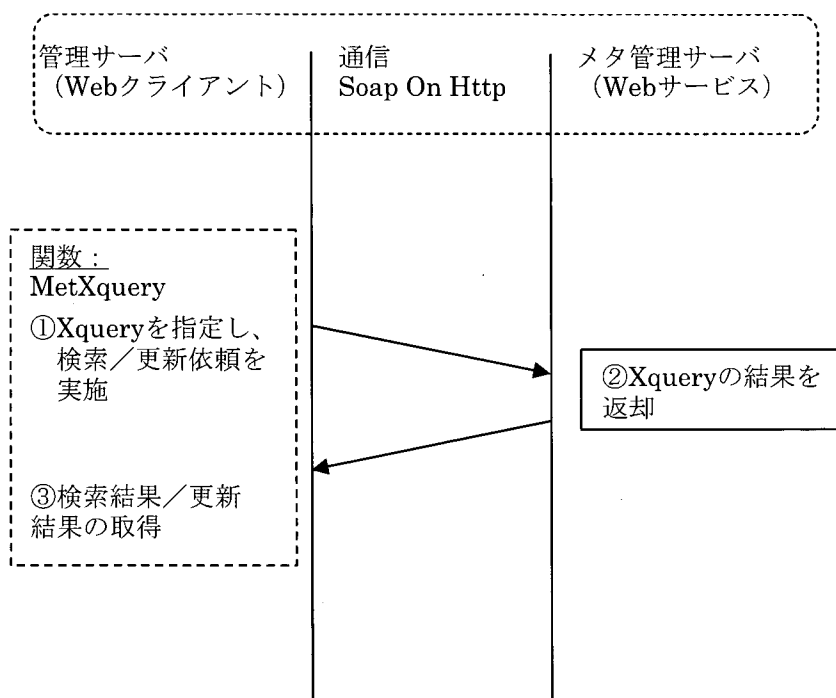 管理サーバ
（Webクライアント）
通信
Soap On Http
メタ管理サーバ
（Webサービス）
関数：
MetXquery
①Xqueryを指定し、
検索／更新依頼を
実施
②Xqueryの結果を
返却
③検索結果／更新
結果の取得